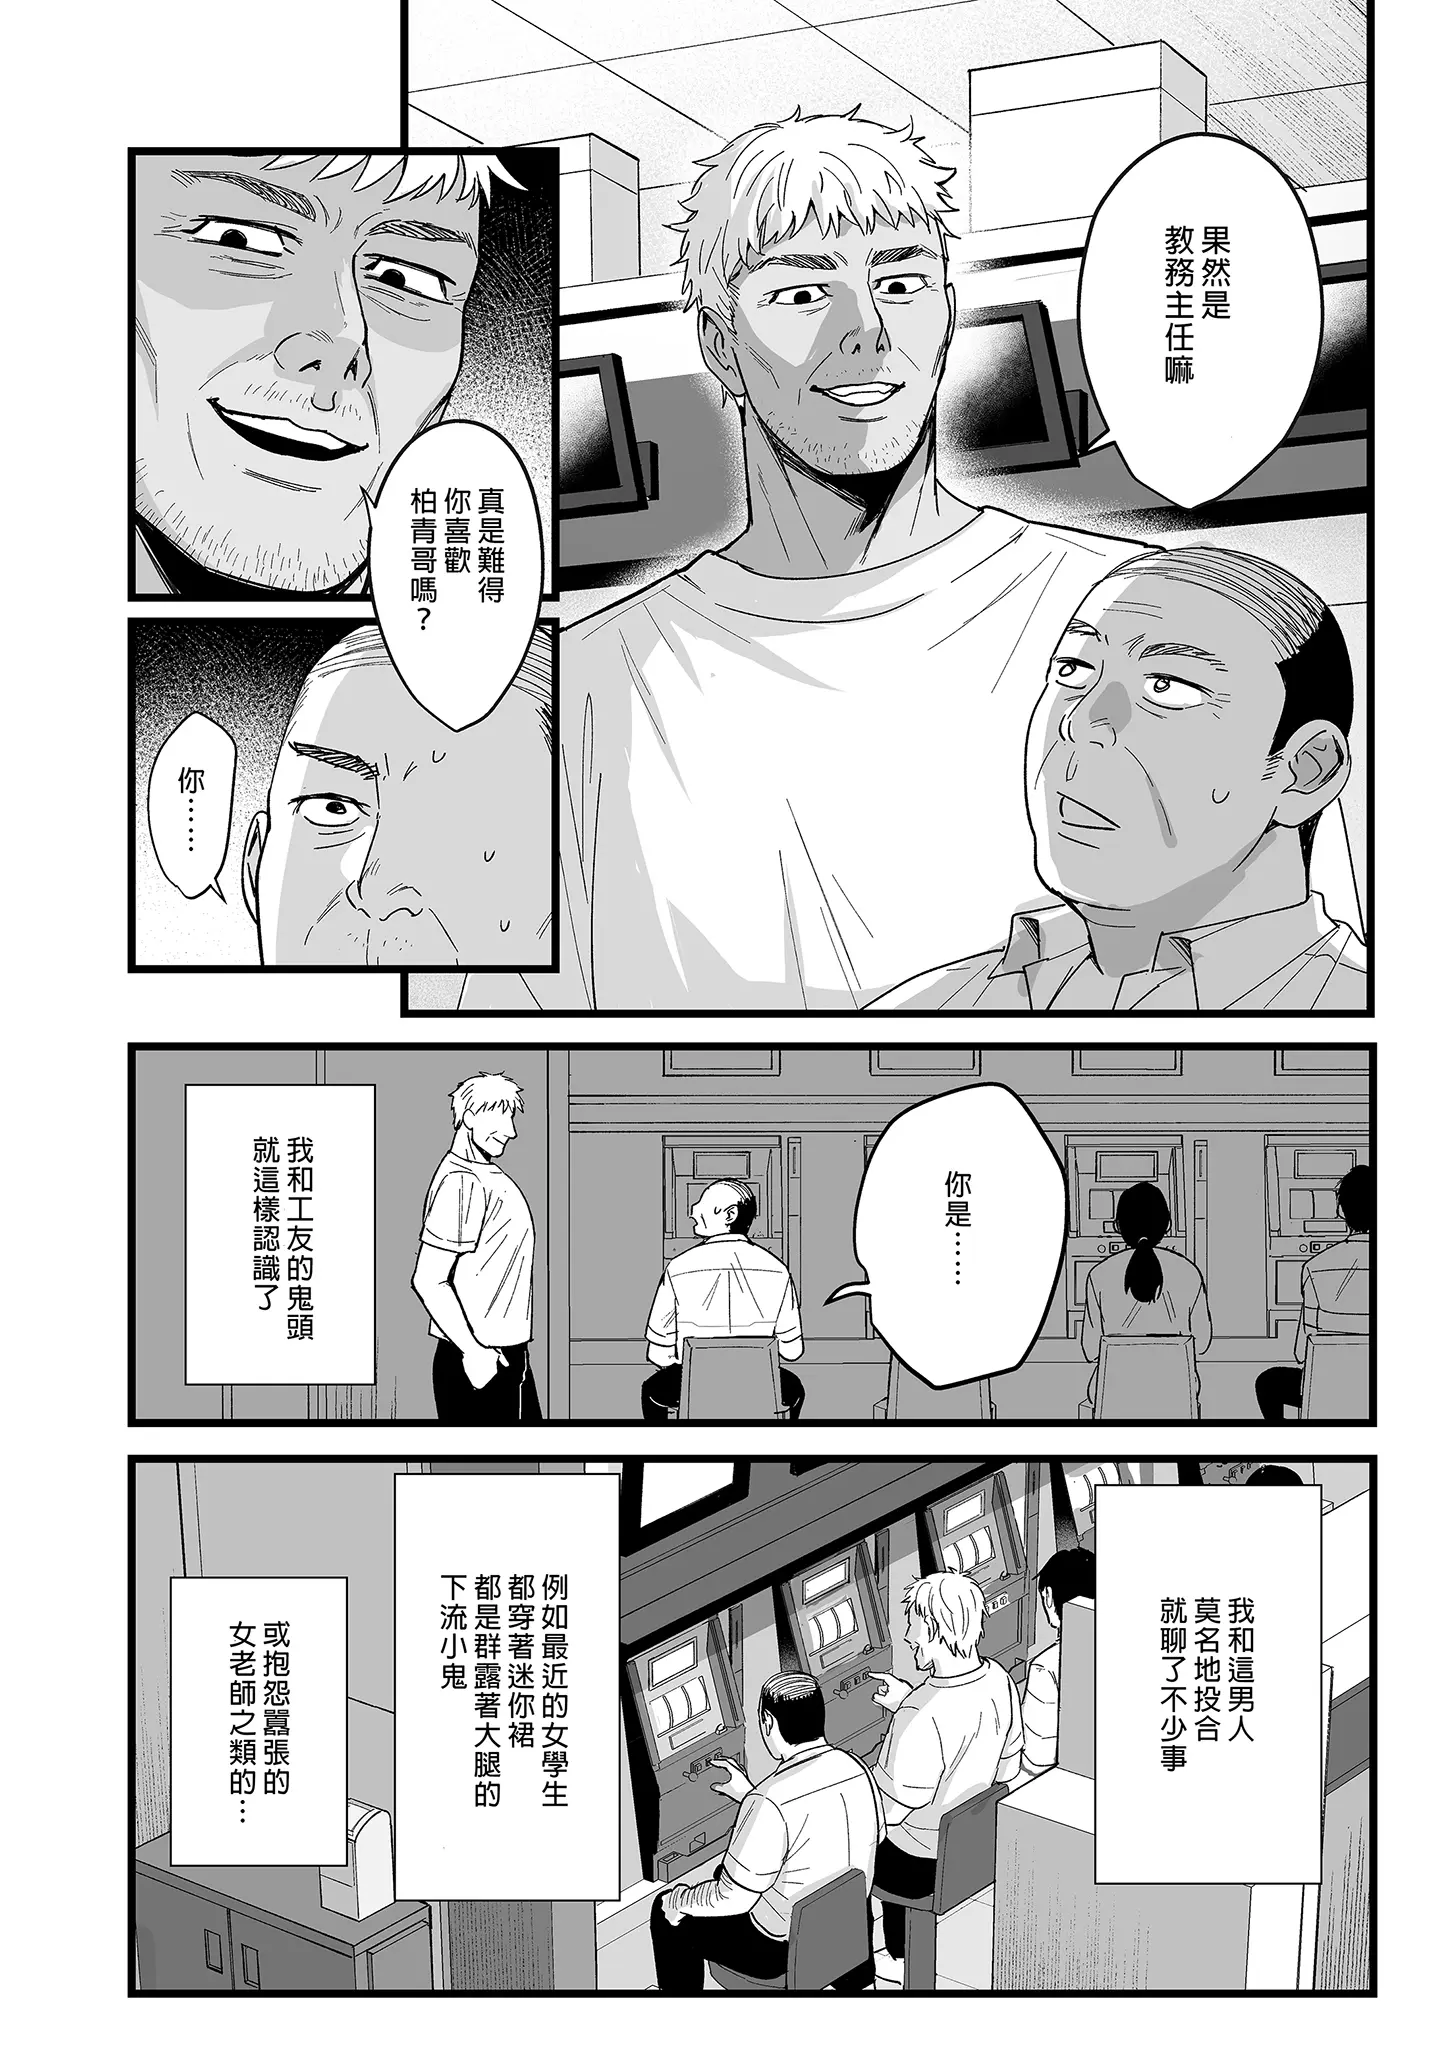 果然是
教務主任嘛
真是難得
你喜歡
柏青哥嗎？
你……
你是……
我和工友的鬼頭
就這樣認識了
我和這男人
莫名地投合
就聊了不少事
例如最近的女學生
都穿著迷你裙
都是群露著大腿的
下流小鬼
或抱怨囂張的
女老師之類的…